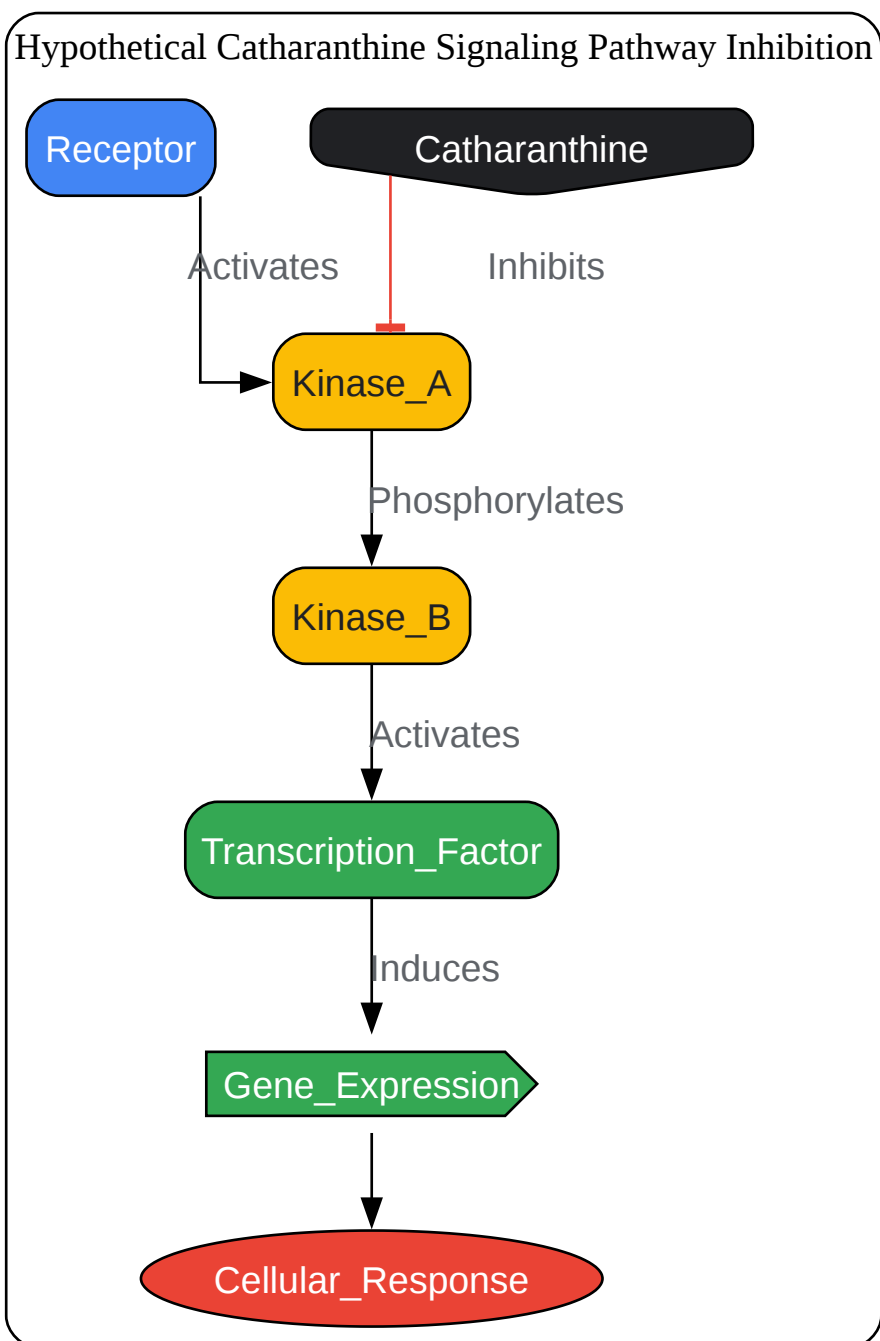 Hypothetical Catharanthine Signaling Pathway Inhibition
Receptor
Catharanthine
Activates
Inhibits
Kinase_A
Phosphorylates
Kinase_B
Activates
Transcription_Factor
Induces
Gene_Expression
Cellular_Response